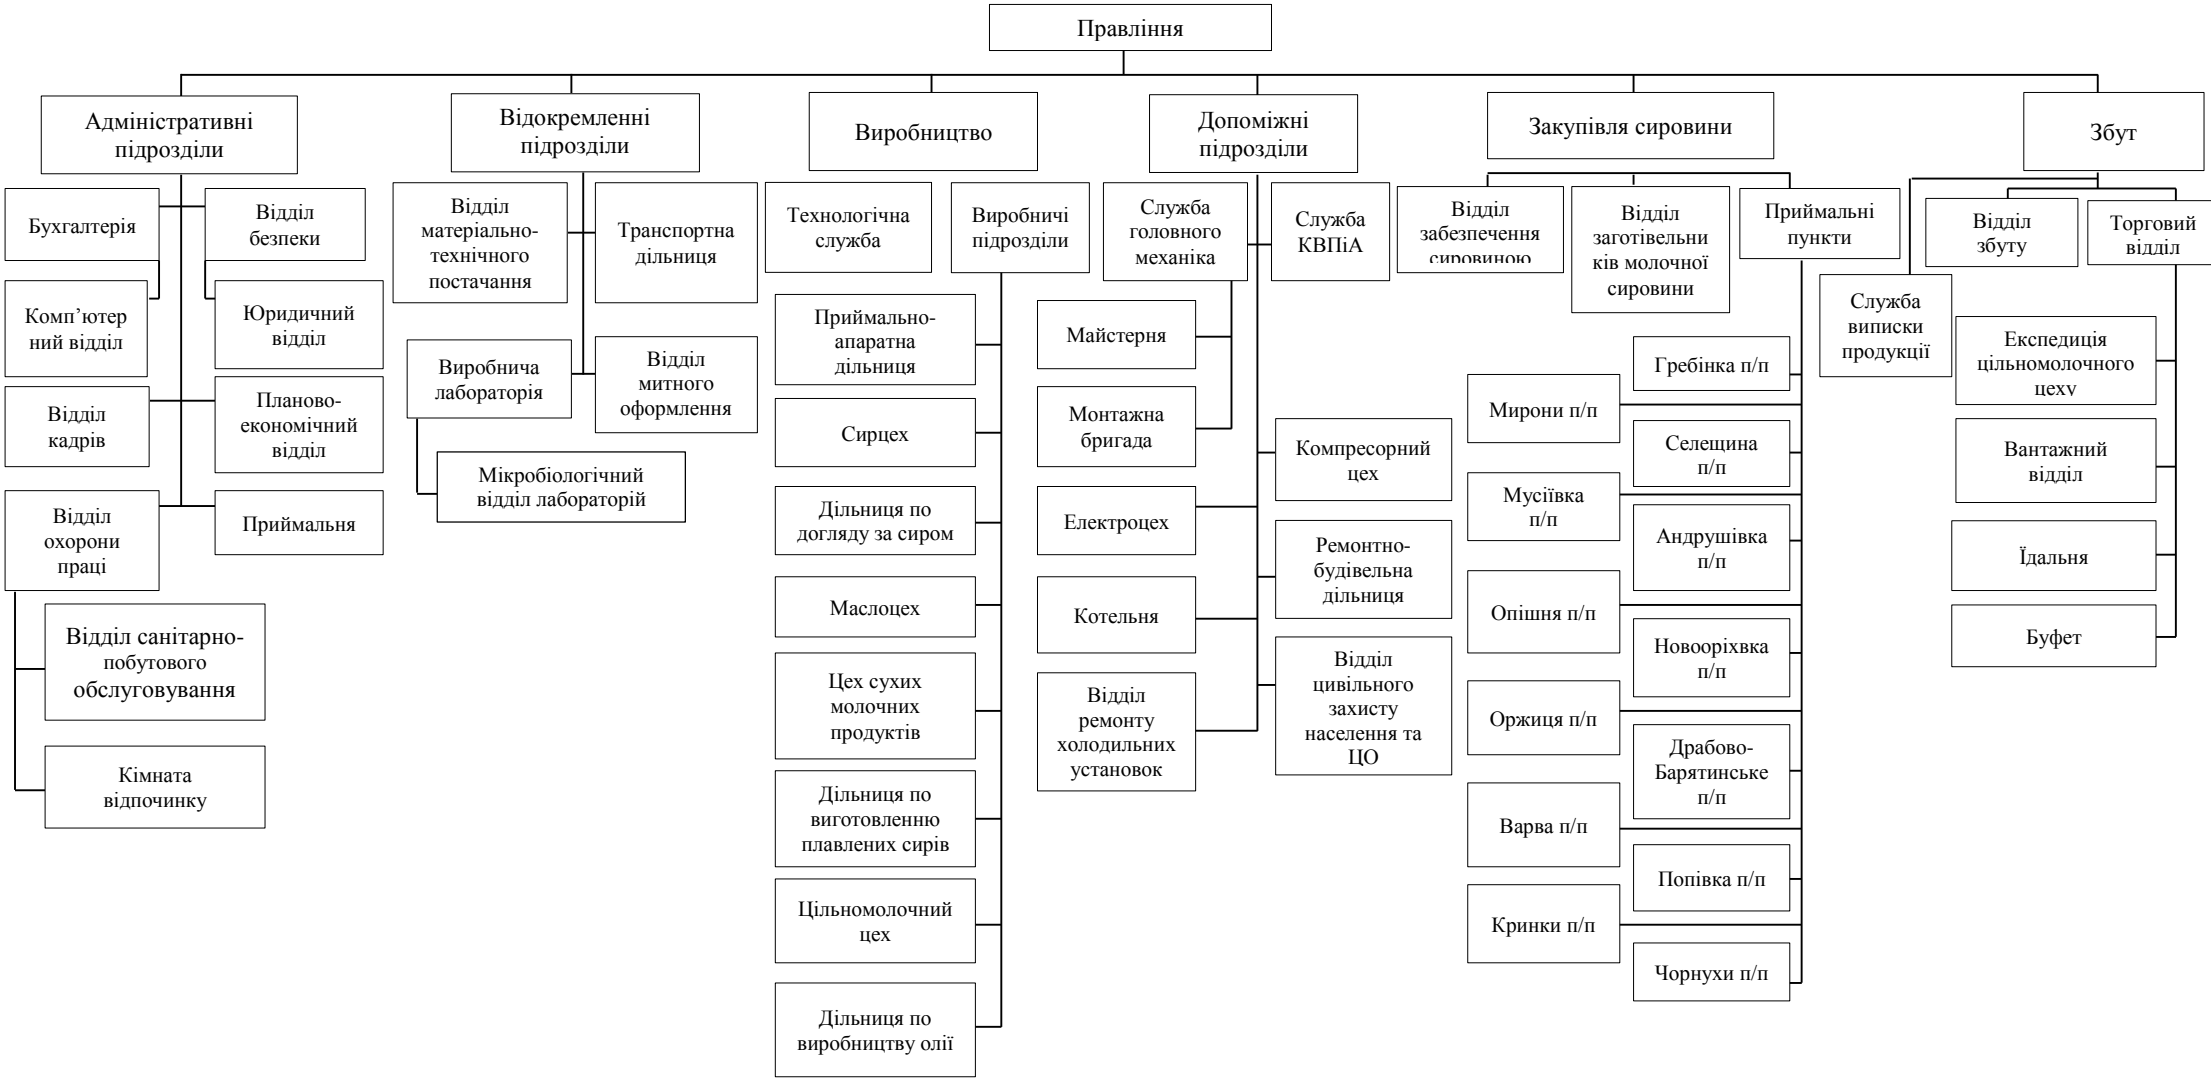 Правління
Адміністративні
підрозділи
Відокремленні
підрозділи
Виробництво
Допоміжні
підрозділи
Закупівля сировини
Збут
Бухгалтерія
Відділ
безпеки
Комп’ютер
ний відділ
Юридичний
відділ
Відділ
кадрів
Планово-
економічний
відділ
Відділ
охорони
праці
Приймальня
Відділ санітарно-
побутового
обслуговування
Кімната
відпочинку
Відділ
матеріально-
технічного
постачання
Транспортна
дільниця
Виробнича
лабораторія
Відділ
митного
оформлення
Мікробіологічний
відділ лабораторій
Технологічна
служба
Виробничі
підрозділи
Приймально-
апаратна
дільниця
Сирцех
Дільниця по
догляду за сиром
Маслоцех
Цех сухих
молочних
продуктів
Дільниця по
виготовленню
плавлених сирів
Цільномолочний
цех
Дільниця по
виробництву олії
Служба
головного
механіка
Служба
КВПіА
Майстерня
Монтажна
бригада
Компресорний
цех
Електроцех
Ремонтно-
будівельна
дільниця
Котельня
Відділ
цивільного
захисту
населення та
ЦО
Відділ
ремонту
холодильних
установок
Відділ
забезпечення
сировиною
Відділ
заготівельни
ків молочної
сировини
Приймальні
пункти
Гребінка п/п
Мирони п/п
Селещина
п/п
Мусіївка
п/п
Андрушівка
п/п
Опішня п/п
Новооріхвка
п/п
Оржиця п/п
Драбово-
Барятинське
п/п
Варва п/п
Попівка п/п
Кринки п/п
Чорнухи п/п
Служба
виписки
продукції
Відділ
збуту
Торговий
відділ
Експедиція
цільномолочного
цеху
Вантажний
відділ
Їдальня
Буфет